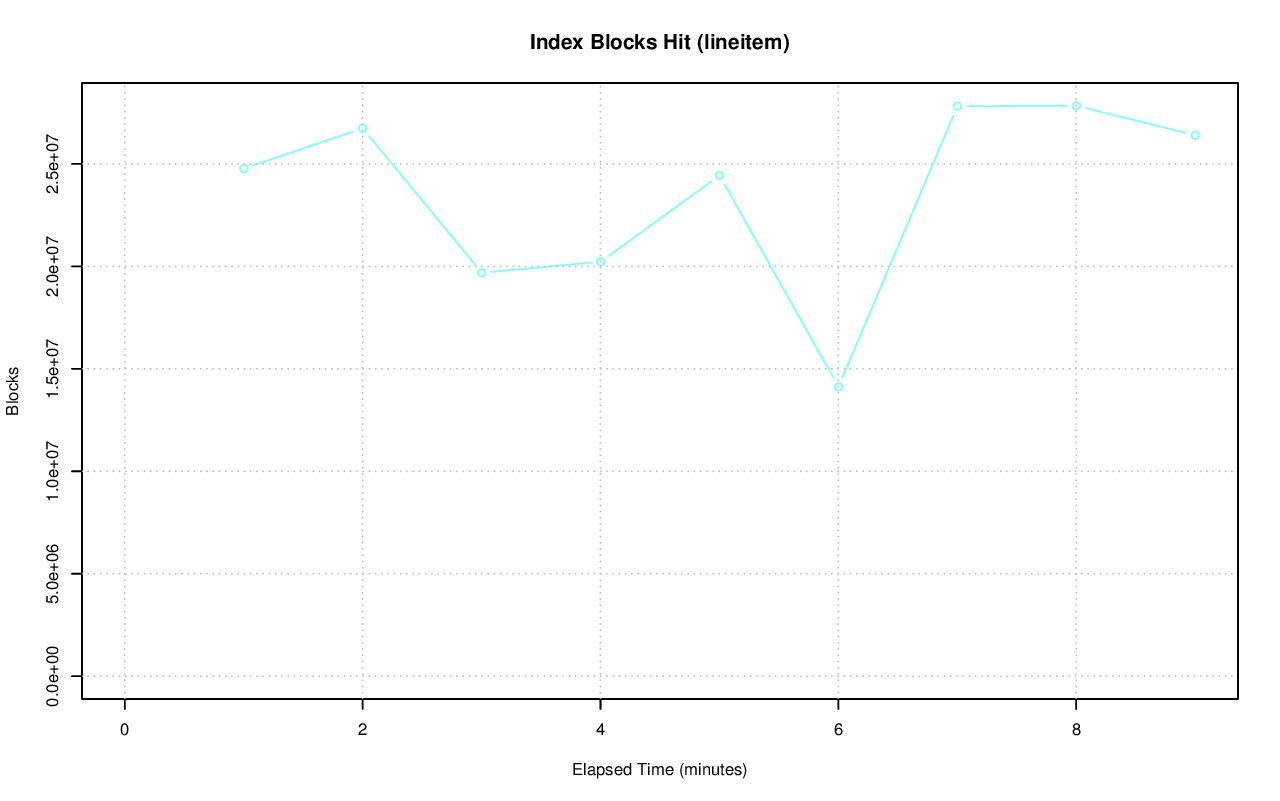 Index Blocks Hit (lineitem)
Blocks
2.5e+07
2.0e+07
1.5e+07
1.0e+07
5.0e+06
0.0e+00
0 2 4 6 8
Elapsed Time (minutes)